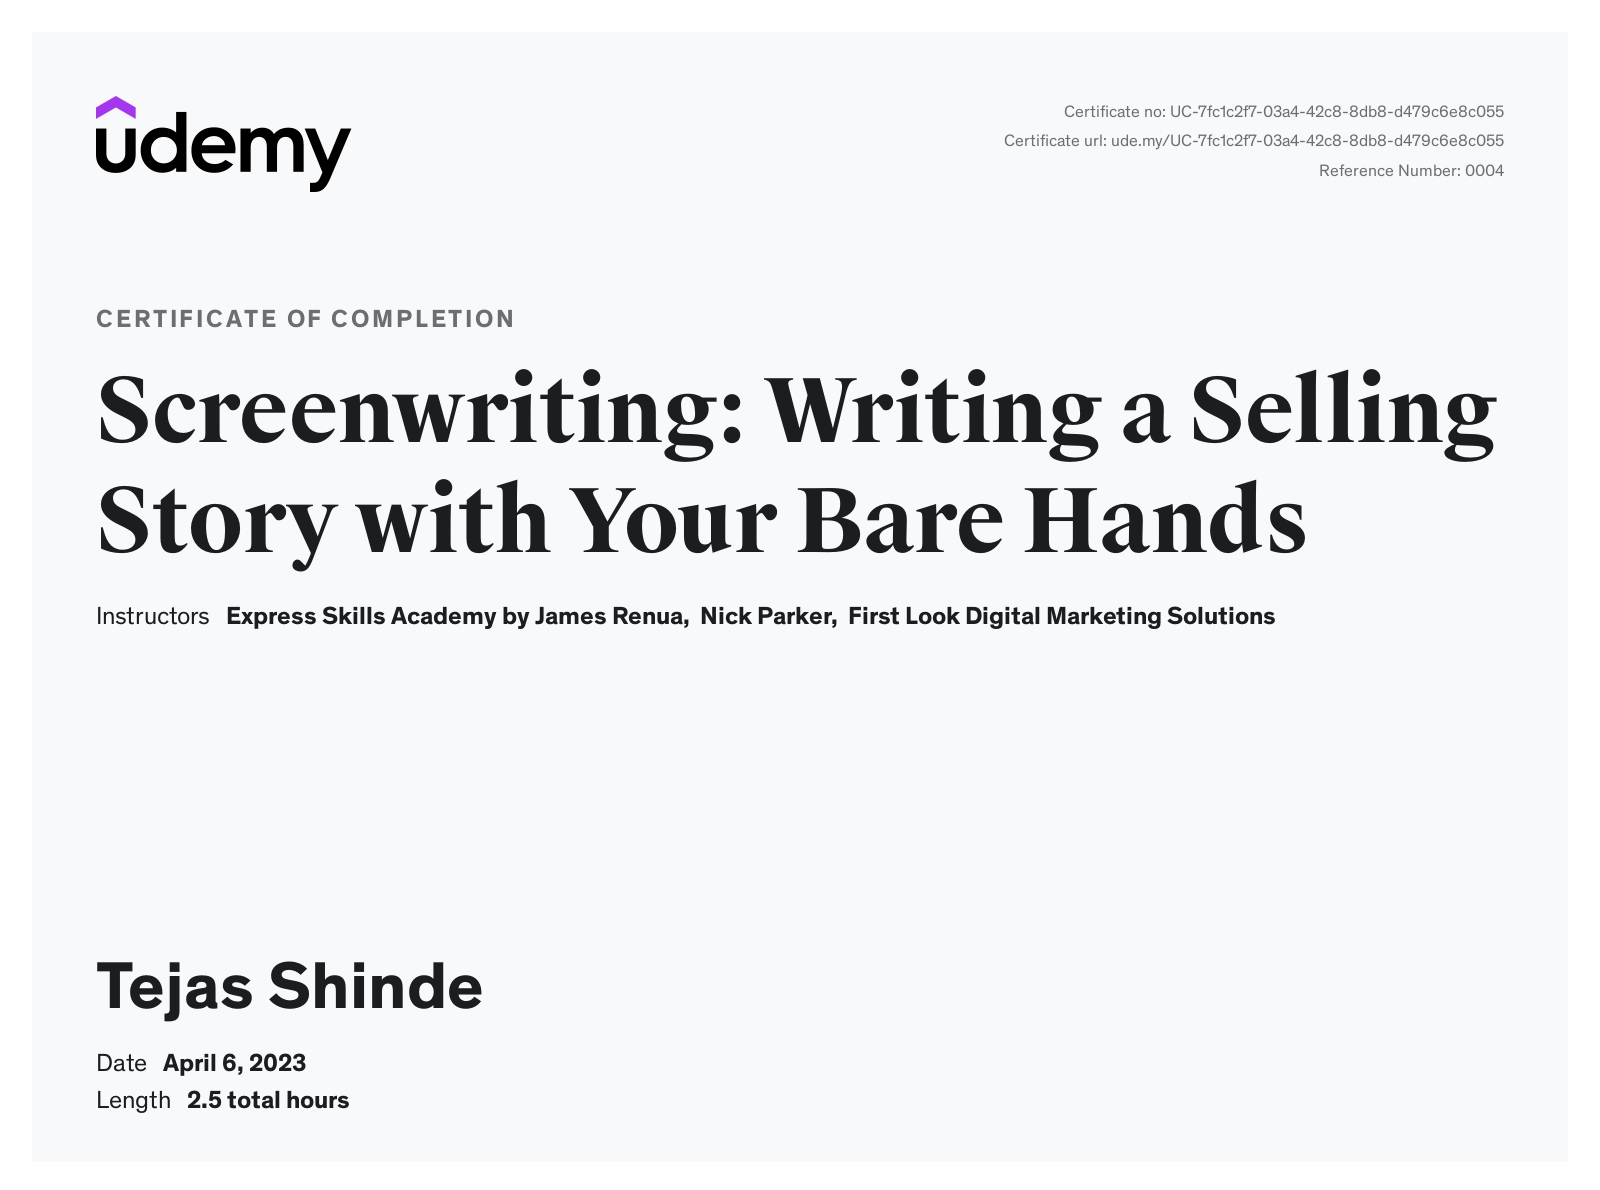 udemy
Certificate no: UC-7fc1c2f7-03a4-42c8-8db8-d479c6e8c055
Certificate url: ude.my/UC-7fc1c2f7-03a4-42c8-8db8-d479c6e8c055
Reference Number: 0004
CERTIFICATE OF COMPLETION
Screenwriting: Writing a Selling
Story with Your Bare Hands
Instructors Express Skills Academy by James Renua, Nick Parker, First Look Digital Marketing Solutions
Tejas Shinde
Date April 6, 2023
Length 2.5 total hours